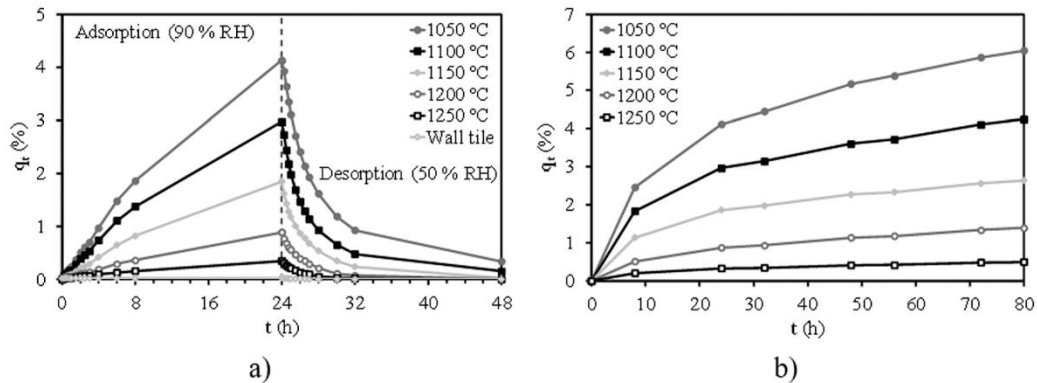 5
4
3
2
1
0
qt (%)
Adsorption (90 % RH)
Desorption (50 % RH)
1050 ºC
1100 ºC
1150 ºC
1200 ºC
1250 ºC
Wall tile
0 8 16 24 32 40 48
t (h)
a)
7
6
5
4
3
2
1
0
qt (%)
1050 ºC
1100 ºC
1150 ºC
1200 ºC
1250 ºC
0 10 20 30 40 50 60 70 80
t (h)
b)